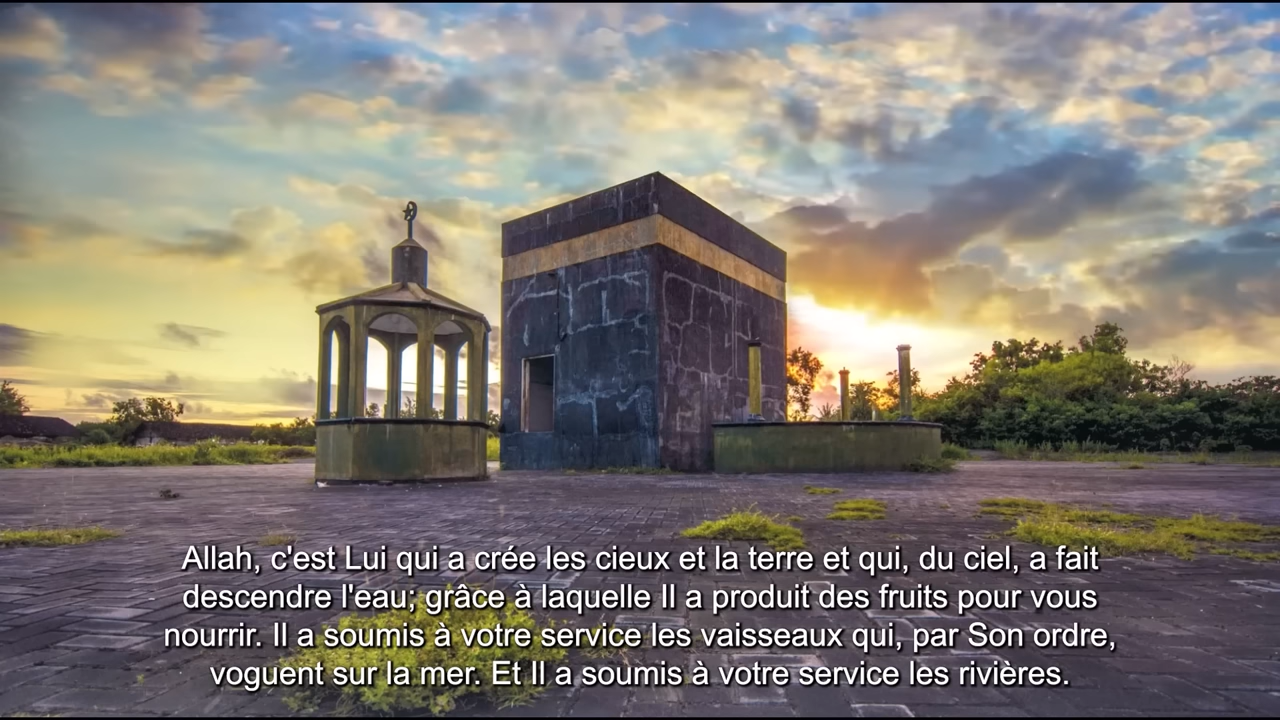 Allah, c'est Lui qui a crée les cieux et la terre et qui, du ciel, a fait
descendre l'eau; grâce à laquelle Il a produit des fruits pour vous
nourrir. Il a soumis à votre service les vaisseaux qui, par Son ordre,
voguent sur la mer. Et Il a soumis à votre service les rivières.